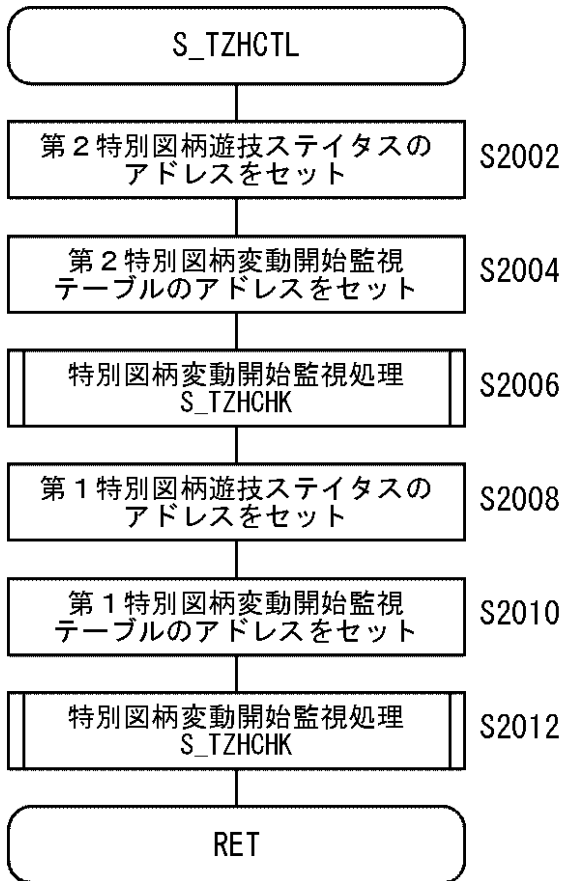 S_TZHCTL
第2特別図柄遊技ステイタスの
アドレスをセット
S2002
第2特別図柄変動開始監視
テーブルのアドレスをセット
S2004
特別図柄変動開始監視処理
S_TZHCHK
S2006
第1特別図柄遊技ステイタスの
アドレスをセット
S2008
第1特別図柄変動開始監視
テーブルのアドレスをセット
S2010
特別図柄変動開始監視処理
S_TZHCHK
S2012
RET